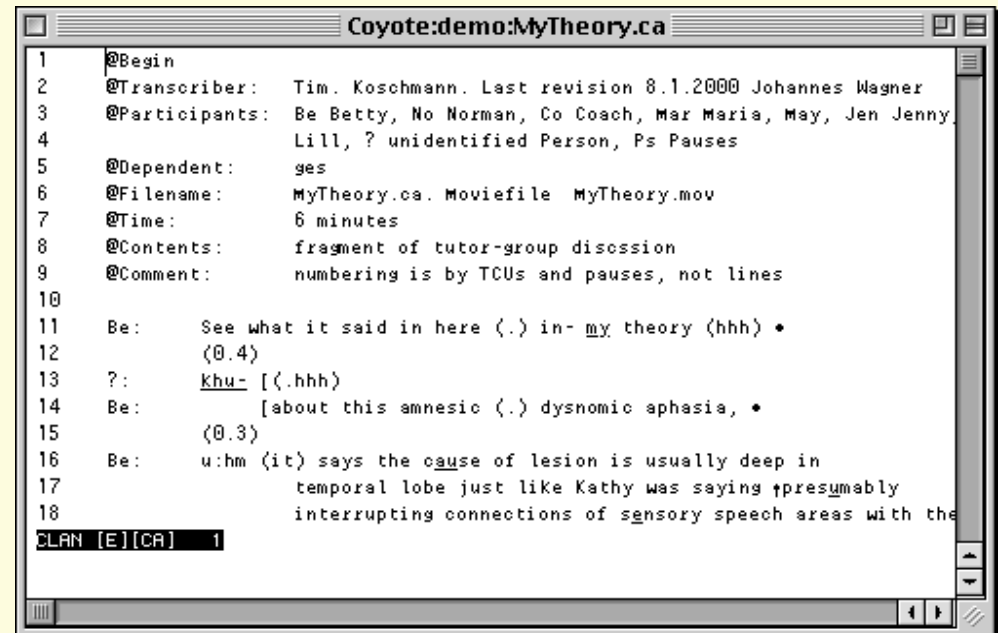 Coyote:demo:MyTheory.ca
1 @Begin
2 @Transcriber: Tim. Koschmann. Last revision 8.1.2000 Johannes Wagner
3 @Participants: Be Betty, No Norman, Co Coach, Mar Maria, May, Jen Jenny,
4 Lill, ? unidentified Person, Ps Pauses
5 @Dependent: ges
6 @Filename: MyTheory.ca. Moviefile MyTheory.mov
7 @Time: 6 minutes
8 @Contents: fragment of tutor-group discssion
9 @Comment: numbering is by TCUs and pauses, not lines
10
11 Be: See what it said in here (.) in- my theory (hhh) •
12 (0.4)
13 ?: Khu- [(.hhh)
14 Be: [about this amnesic (.) dysnomic aphasia, •
15 (0.3)
16 Be: u:hm (it) says the cause of lesion is usually deep in
17 temporal lobe just like Kathy was saying ↑presumably
18 interrupting connections of sensory speech areas with the
CLAN [E][CA] 1